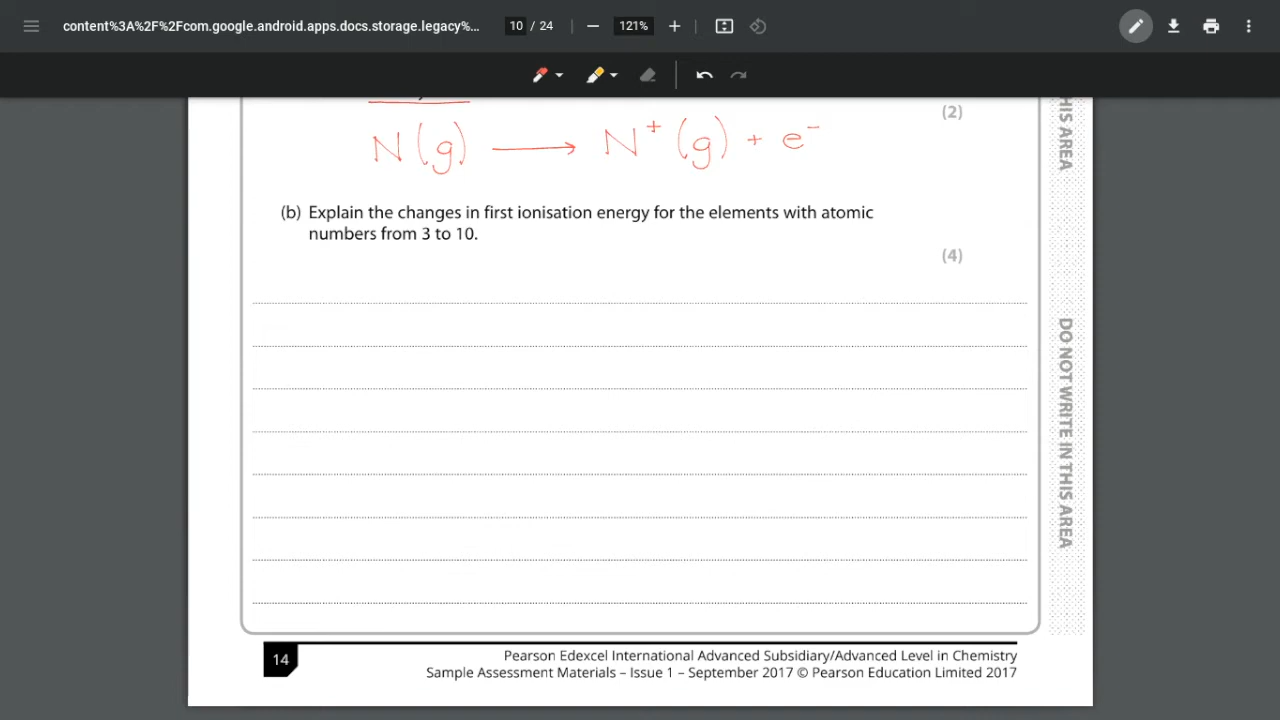 content%3A%2F%2Fcom.google.android.apps.docs.storage.legacy%... 10 / 24 121%
(2)
N(g) → N⁺(g) + e⁻
(b) Explain the changes in first ionisation energy for the elements with atomic
numbers from 3 to 10.
(4)
HIS AREA
DO NOT WRITE IN THIS AREA
14
Pearson Edexcel International Advanced Subsidiary/Advanced Level in Chemistry
Sample Assessment Materials – Issue 1 – September 2017 © Pearson Education Limited 2017